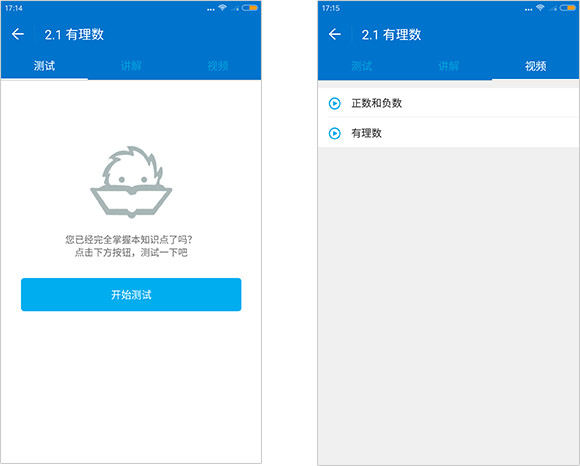 17:14
2.1 有理数
测试 讲解 视频
您已经完全掌握本知识点了吗？
点击下方按钮，测试一下吧
开始测试
17:15
2.1 有理数
测试 讲解 视频
正数和负数
有理数